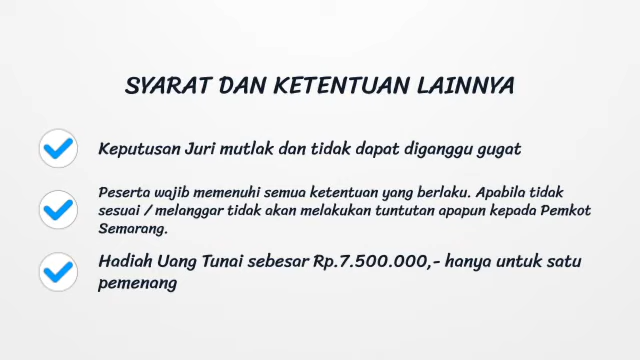 SYARAT DAN KETENTUAN LAINNYA
Keputusan Juri mutlak dan tidak dapat diganggu gugat
Peserta wajib memenuhi semua ketentuan yang berlaku. Apabila tidak
sesuai / melanggar tidak akan melakukan tuntutan apapun kepada Pemkot
Semarang.
Hadiah Uang Tunai sebesar Rp.7.500.000,- hanya untuk satu
pemenang